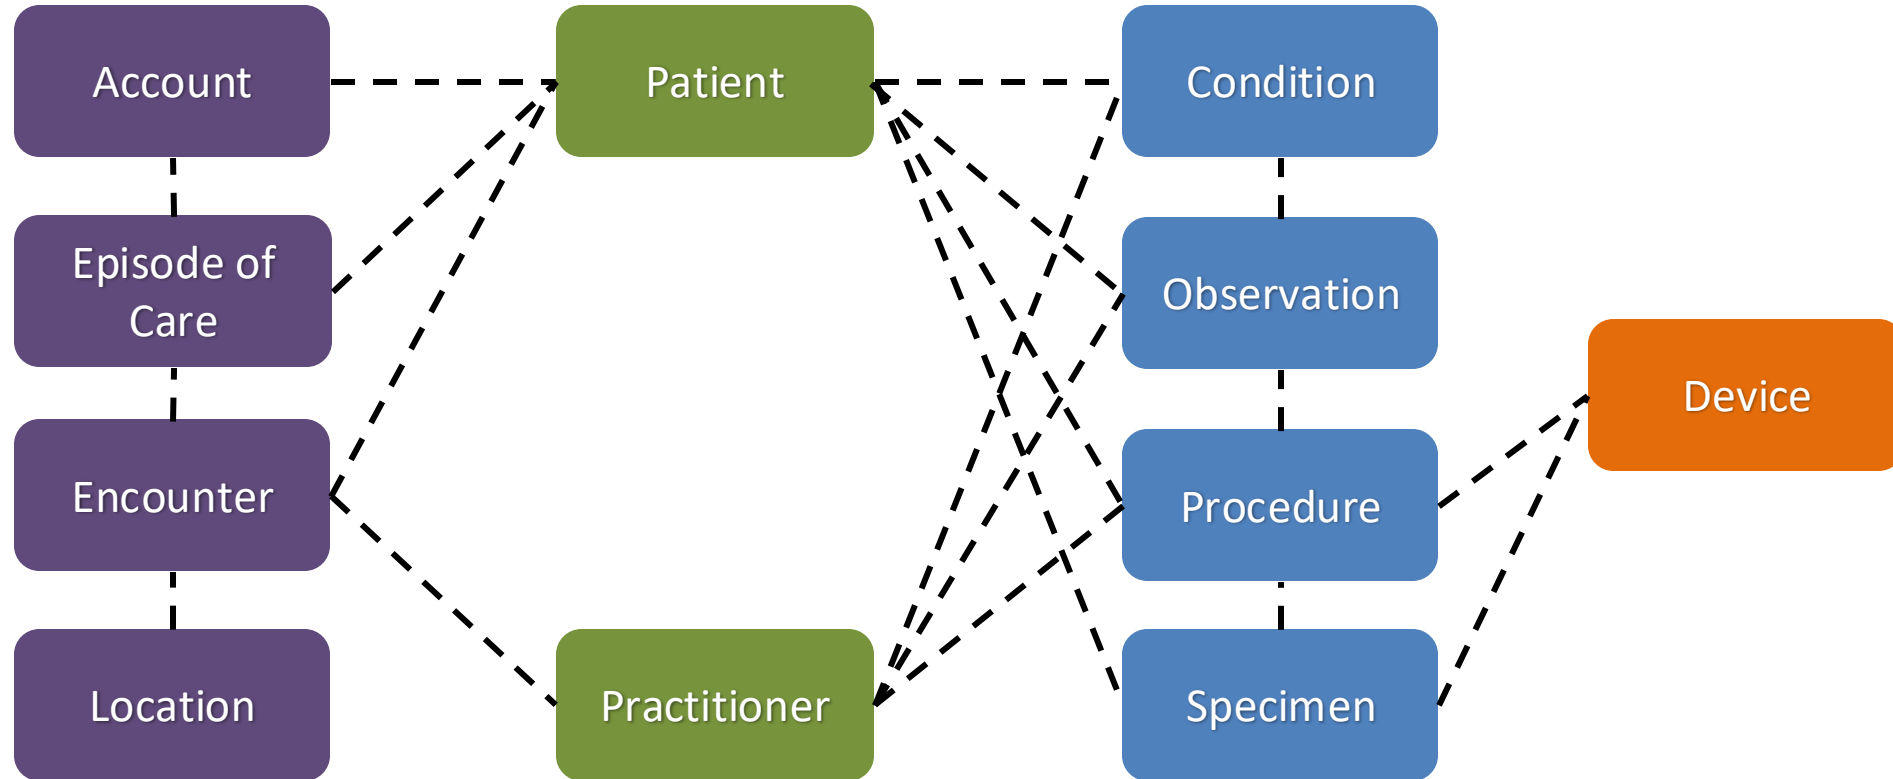 Account
Patient
Condition
Episode of
Care
Observation
Device
Encounter
Procedure
Location
Practitioner
Specimen